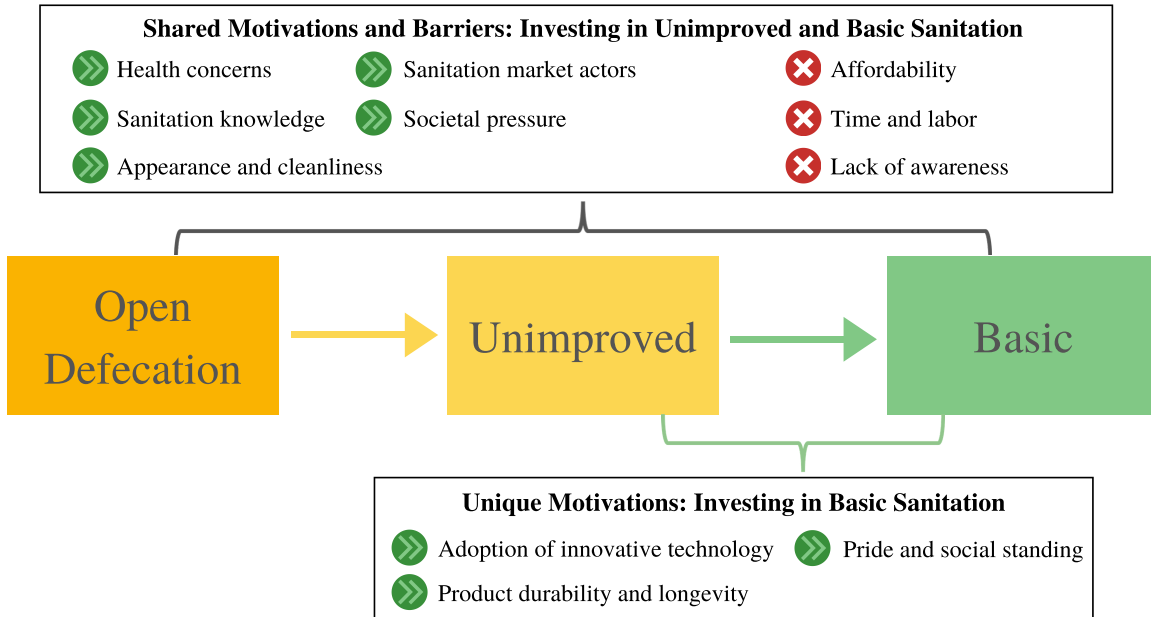 Shared Motivations and Barriers: Investing in Unimproved and Basic Sanitation
Health concerns
Sanitation knowledge
Appearance and cleanliness
Sanitation market actors
Societal pressure
Affordability
Time and labor
Lack of awareness
Open
Defecation
Unimproved
Basic
Unique Motivations: Investing in Basic Sanitation
Adoption of innovative technology
Product durability and longevity
Pride and social standing